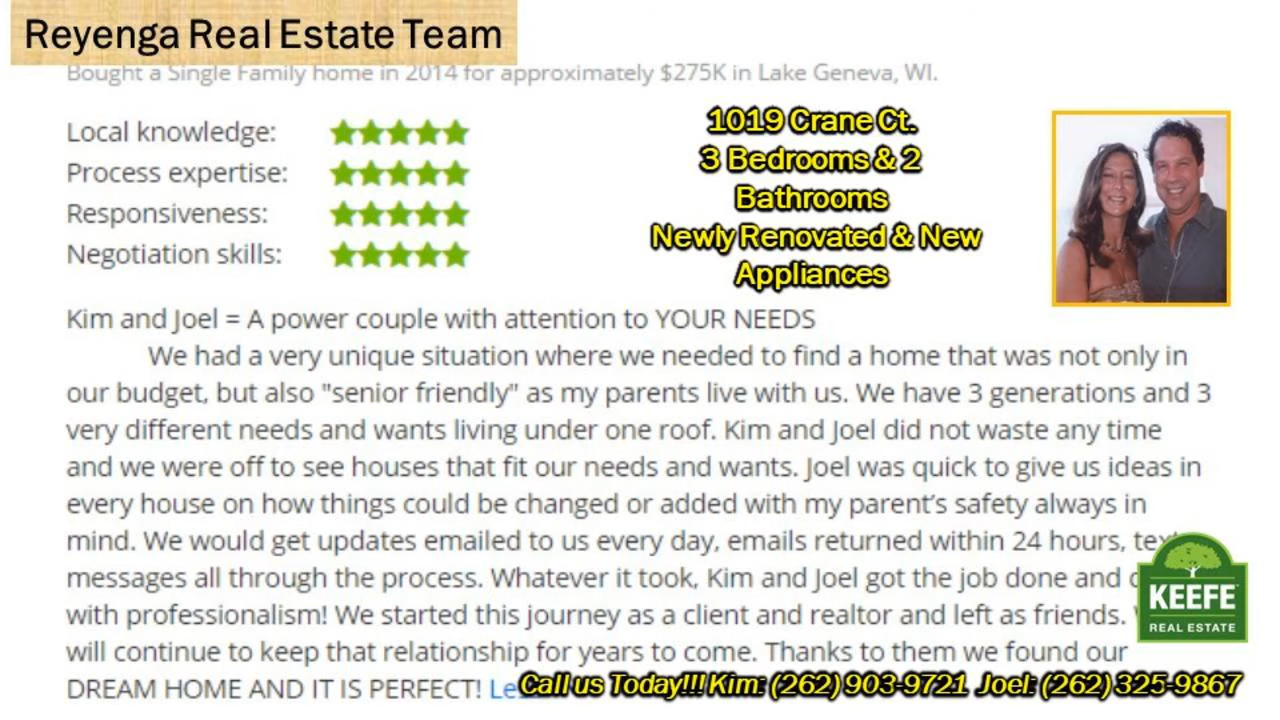 Reyenga Real Estate Team
Bought a Single Family home in 2014 for approximately $275K in Lake Geneva, WI.
Local knowledge:
Process expertise:
Responsiveness:
Negotiation skills:
1019 Crane Ct.
3 Bedrooms & 2
Bathrooms
Newly Renovated & New
Appliances
Kim and Joel = A power couple with attention to YOUR NEEDS
We had a very unique situation where we needed to find a home that was not only in
our budget, but also "senior friendly" as my parents live with us. We have 3 generations and 3
very different needs and wants living under one roof. Kim and Joel did not waste any time
and we were off to see houses that fit our needs and wants. Joel was quick to give us ideas in
every house on how things could be changed or added with my parent’s safety always in
mind. We would get updates emailed to us every day, emails returned within 24 hours,
messages all through the process. Whatever it took, Kim and Joel got the job done and
with professionalism! We started this journey as a client and realtor and left as friends.
will continue to keep that relationship for years to come. Thanks to them we found our
DREAM HOME AND IT IS PERFECT!
KEEFE
REAL ESTATE
Call us Today!!! Kim: (262) 903-9721 Joel: (262) 325-9867